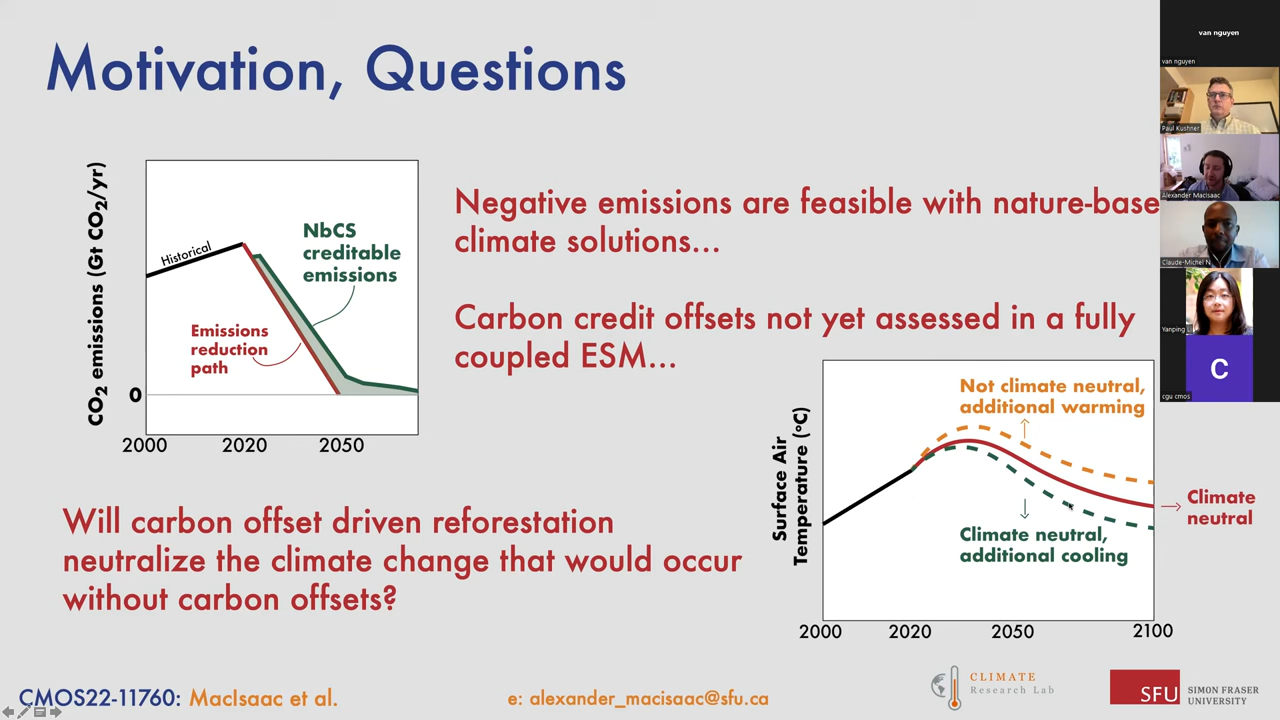 Motivation, Questions
van nguyen
van nguyen
Paul Kushner
Alexander MacIsaac
Claude-Michel N
Yanping L
C
cgu cmos
CO2 emissions (Gt CO2/yr)
Historical
NbCS
creditable
emissions
Emissions
reduction
path
0
2000
2020
2050
Negative emissions are feasible with nature-base
climate solutions...
Carbon credit offsets not yet assessed in a fully
coupled ESM...
Surface Air
Temperature (°C)
Not climate neutral,
additional warming
Climate
neutral
Climate neutral,
additional cooling
2000
2020
2050
2100
Will carbon offset driven reforestation
neutralize the climate change that would occur
without carbon offsets?
CMOS22-11760: MacIsaac et al.
e: alexander_macisaac@sfu.ca
CLIMATE
Research Lab
SFU
SIMON FRASER
UNIVERSITY